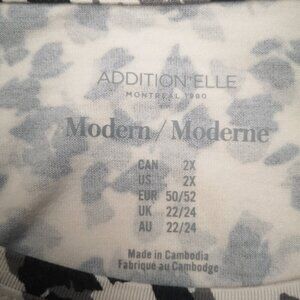 ADDITION ELLE
MONTREAL 1980
Modern / Moderne
CAN 2X
US 2X
EUR 50/52
UK 22/24
AU 22/24
Made in Cambodia
Fabriqué au Cambodge